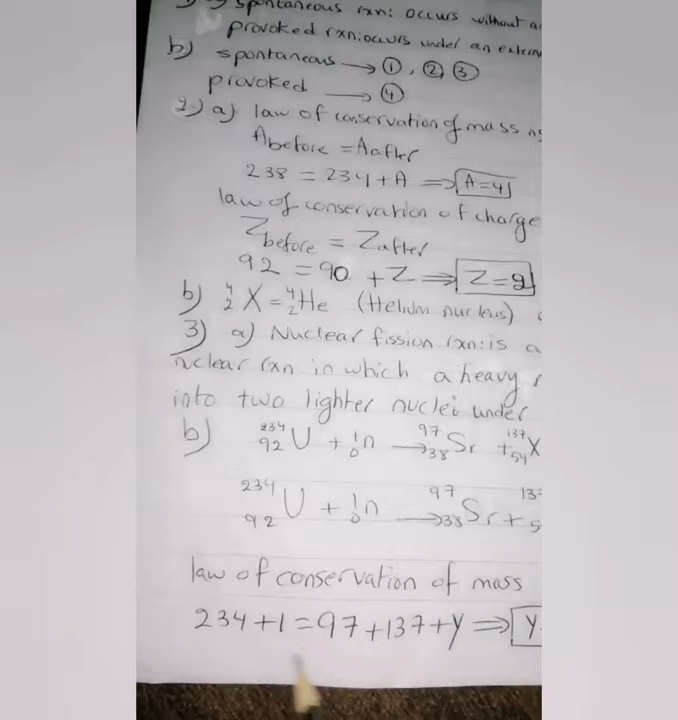 spontaneous rxn: occurs without a
provoked rxn: occurs under an extern
b) spontaneous → ①, ②, ③
provoked → ④
2) a) law of conservation of mass n
A before = A after
238 = 234 + A ⇒ A = 4
law of conservation of charge
Z before = Z after
92 = 90 + Z ⇒ Z = 2
b) ⁴₂X = ⁴₂He (Helium nucleus)
3) a) Nuclear fission rxn: is a
nuclear rxn in which a heavy
into two lighter nuclei under
b) ²³⁴₉₂U + ¹₀n → ⁹⁷₃₈Sr + ¹³⁷₅₄X
²³⁴₉₂U + ¹₀n → ⁹⁷₃₈Sr + ¹³₅
law of conservation of mass
234 + 1 = 97 + 137 + y ⇒ y